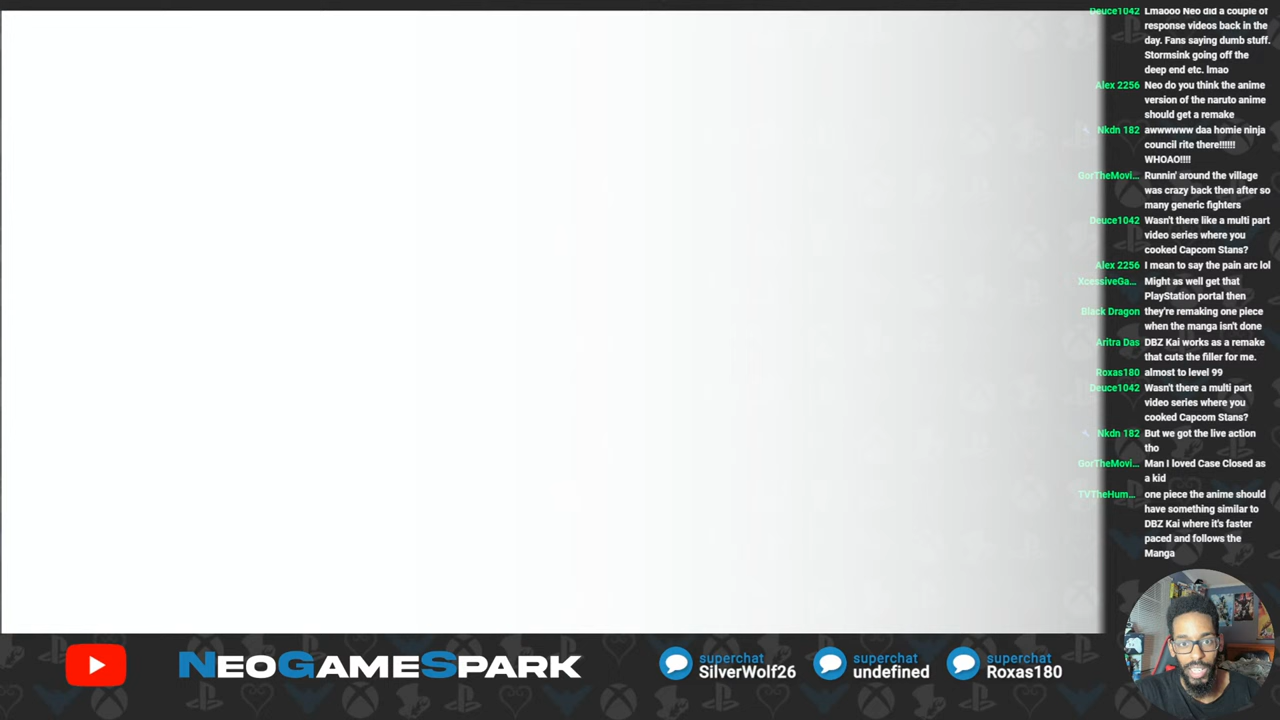 Deuce1042 Lmaooo Neo did a couple of
response videos back in the
day. Fans saying dumb stuff.
Stormsink going off the
deep end etc. lmao
Alex 2256 Neo do you think the anime
version of the naruto anime
should get a remake
Nkdn 182 awwwwww daa homie ninja
council rite there!!!!!!
WHOAO!!!!
GorTheMovi... Runnin' around the village
was crazy back then after so
many generic fighters
Deuce1042 Wasn't there like a multi part
video series where you
cooked Capcom Stans?
Alex 2256 I mean to say the pain arc lol
XcessiveGa... Might as well get that
PlayStation portal then
Black Dragon they're remaking one piece
when the manga isn't done
Aritra Das DBZ Kai works as a remake
that cuts the filler for me.
Roxas180 almost to level 99
Deuce1042 Wasn't there a multi part
video series where you
cooked Capcom Stans?
Nkdn 182 But we got the live action
tho
GorTheMovi... Man I loved Case Closed as
a kid
TVTheHum... one piece the anime should
have something similar to
DBZ Kai where it's faster
paced and follows the
Manga
NEOGAMESPARK
superchat
SilverWolf26
superchat
undefined
superchat
Roxas180